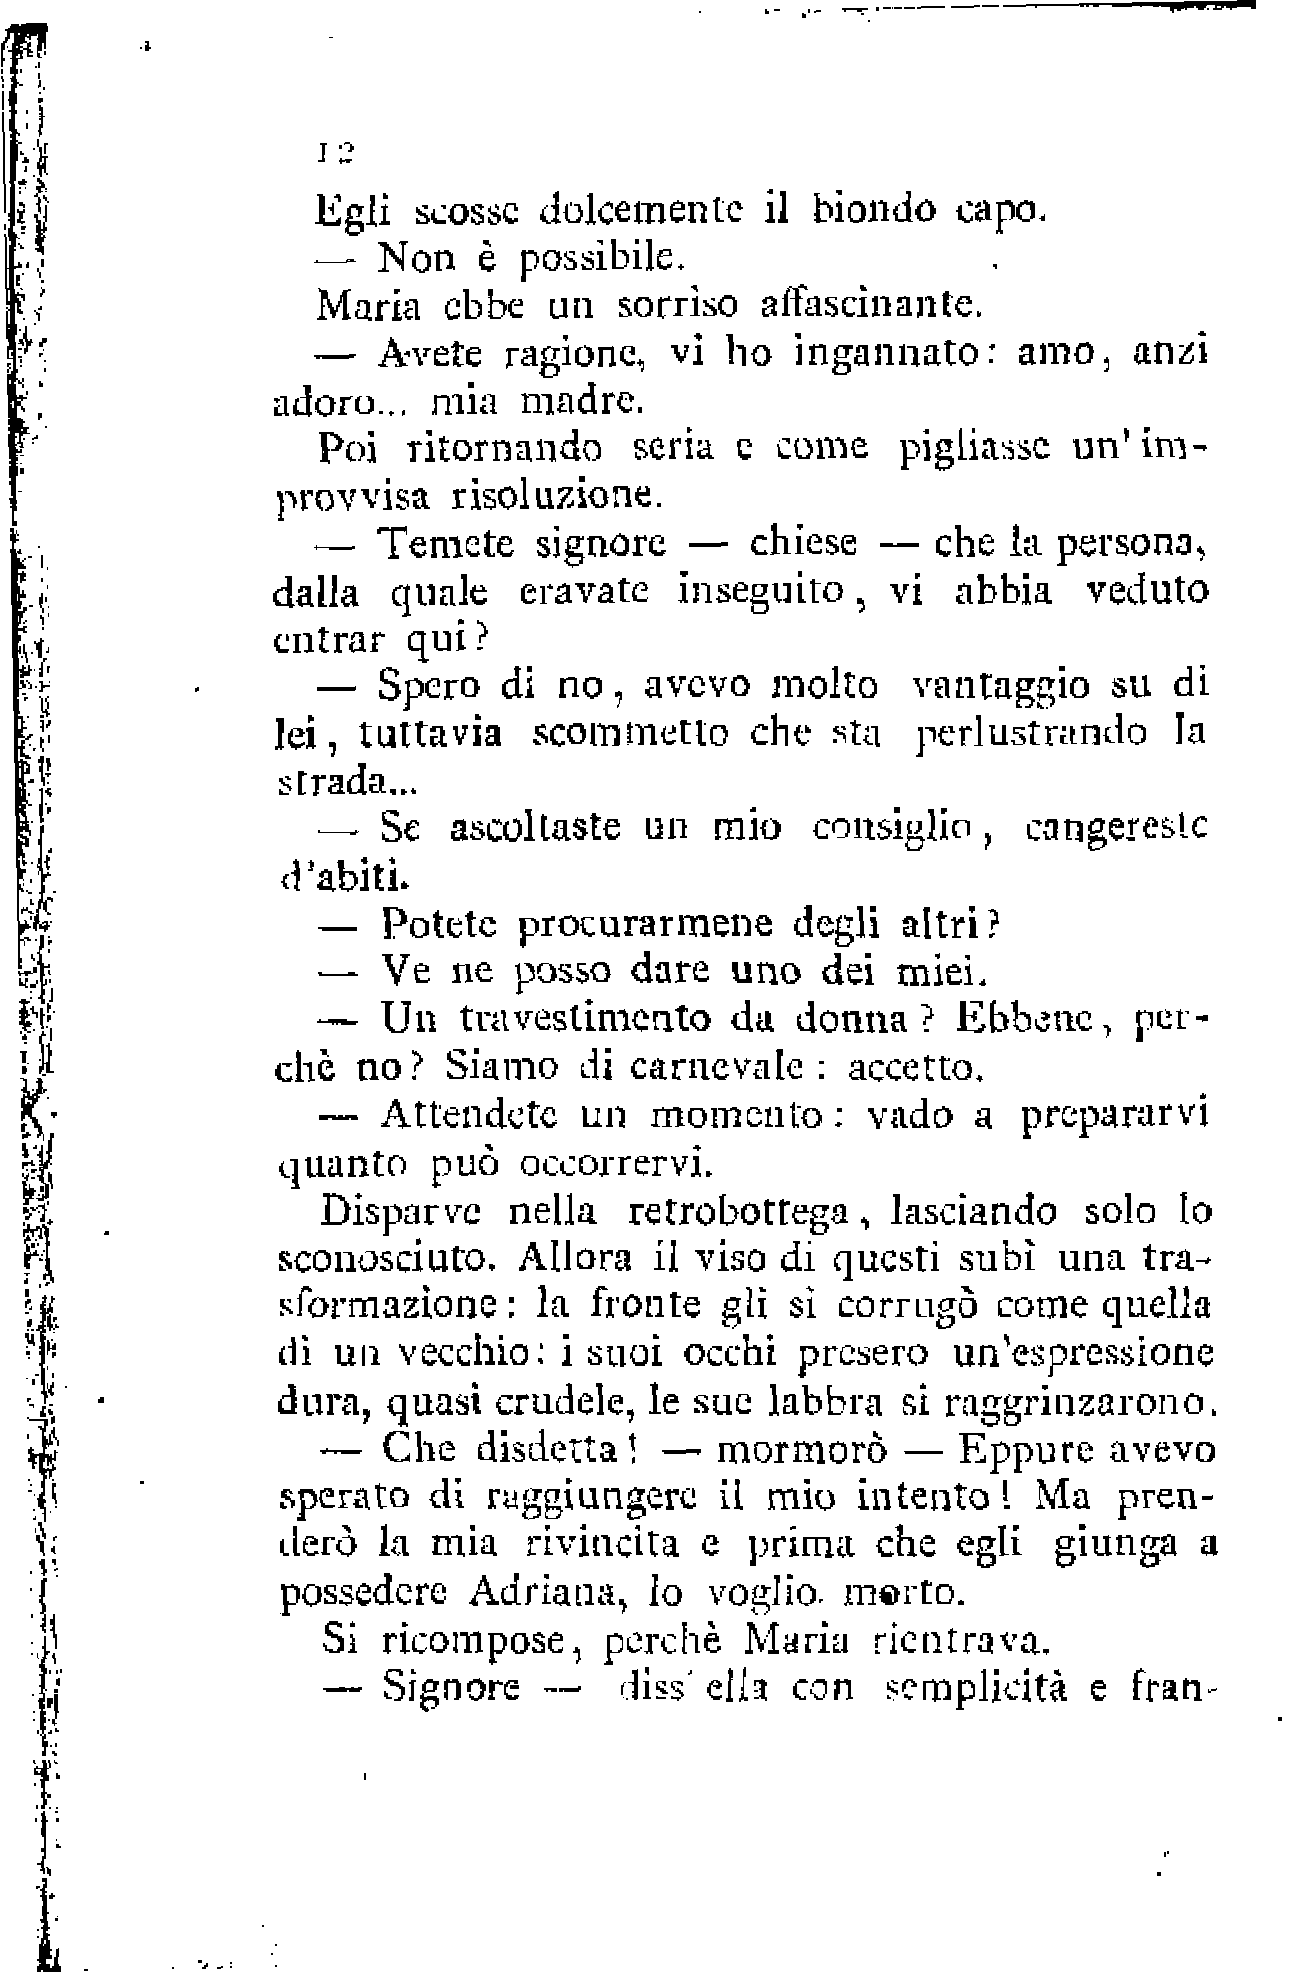 12
Egli scosse dolcemente il biondo capo.
— Non è possibile.
Maria ebbe un sorriso affascinante.
— Avete ragione, vi ho ingannato: amo, anzi
adoro... mia madre.
Poi ritornando seria e come pigliasse un' im-
provvisa risoluzione.
— Temete signore — chiese — che la persona,
dalla quale eravate inseguito, vi abbia veduto
entrar qui?
— Spero di no, avevo molto vantaggio su di
lei, tuttavia scommetto che sta perlustrando la
strada...
— Se ascoltaste un mio consiglio, cangereste
d'abiti.
— Potete procurarmene degli altri?
— Ve ne posso dare uno dei miei.
— Un travestimento da donna? Ebbene, per-
chè no? Siamo di carnevale: accetto.
— Attendete un momento: vado a prepararvi
quanto può occorrervi.
Disparve nella retrobottega, lasciando solo lo
sconosciuto. Allora il viso di questi subì una tra-
sformazione: la fronte gli si corrugò come quella
di un vecchio: i suoi occhi presero un'espressione
dura, quasi crudele, le sue labbra si raggrinzarono.
— Che disdetta! — mormorò — Eppure avevo
sperato di raggiungere il mio intento! Ma pren-
derò la mia rivincita e prima che egli giunga a
possedere Adriana, lo voglio morto.
Si ricompose, perchè Maria rientrava.
— Signore — diss' ella con semplicità e fran-